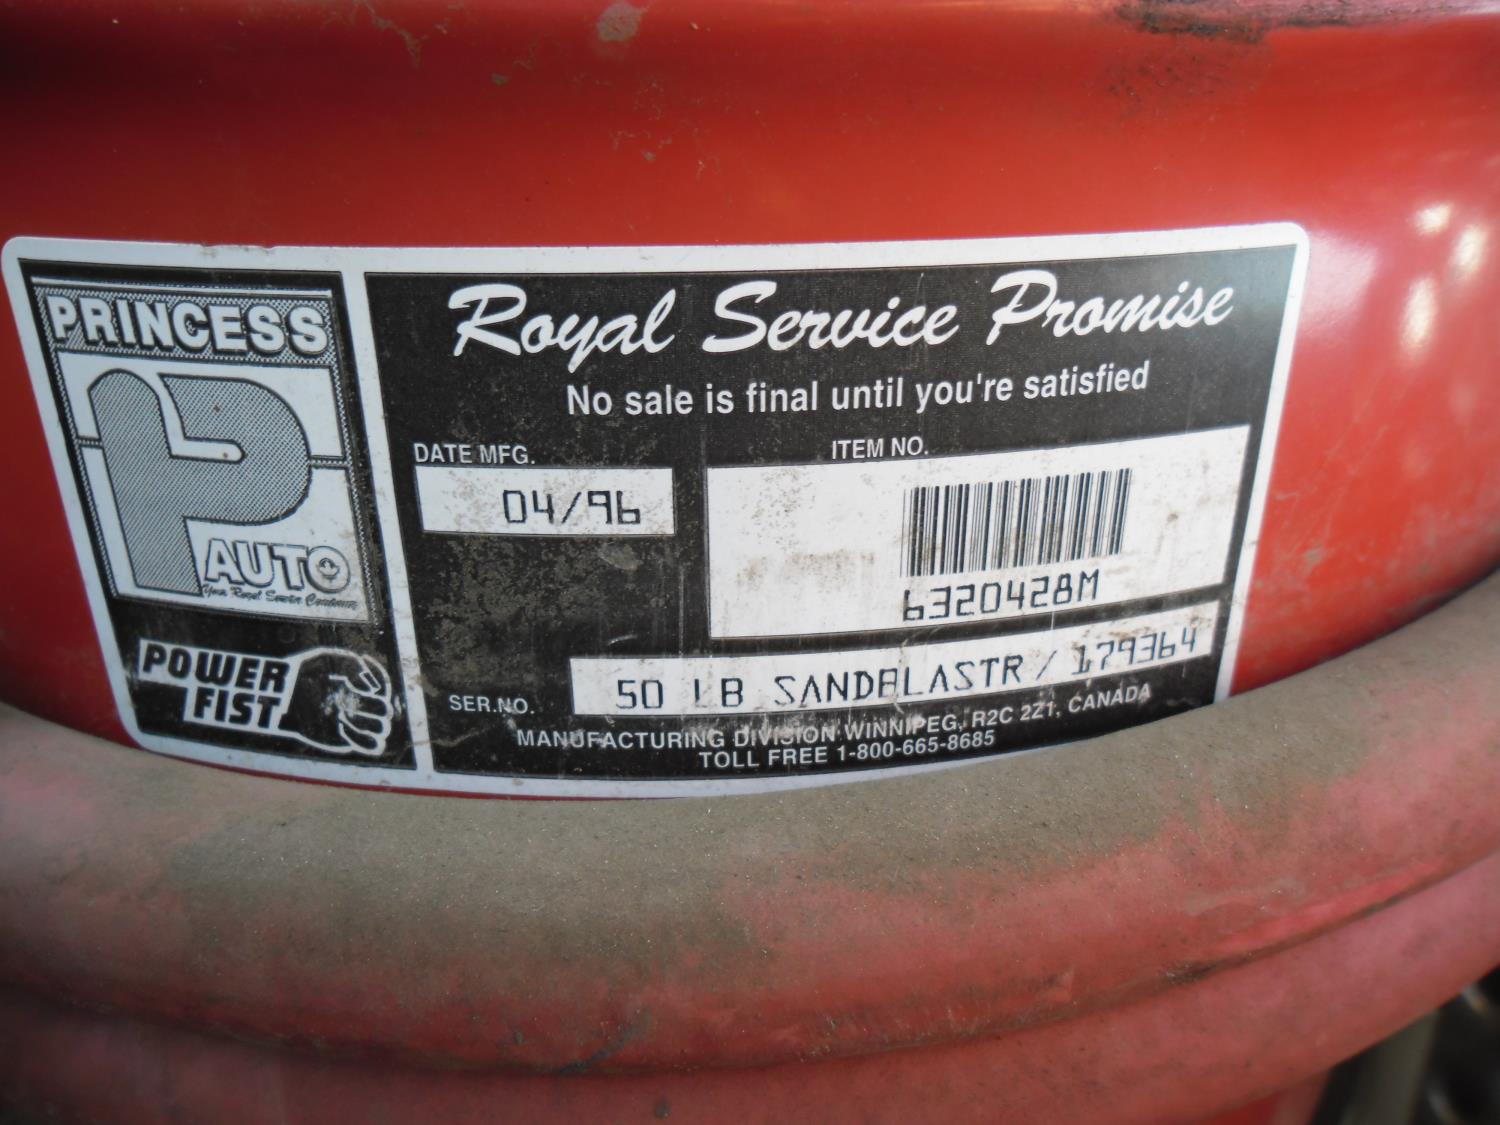 PRINCESS
AUTO
POWER
FIST
Royal Service Promise
No sale is final until you're satisfied
DATE MFG.
04/96
ITEM NO.
6320428M
SER.NO.
50 LB SANDBLASTR / 179364
MANUFACTURING DIVISION WINNIPEG, R2C 2Z1, CANADA
TOLL FREE 1-800-665-8685